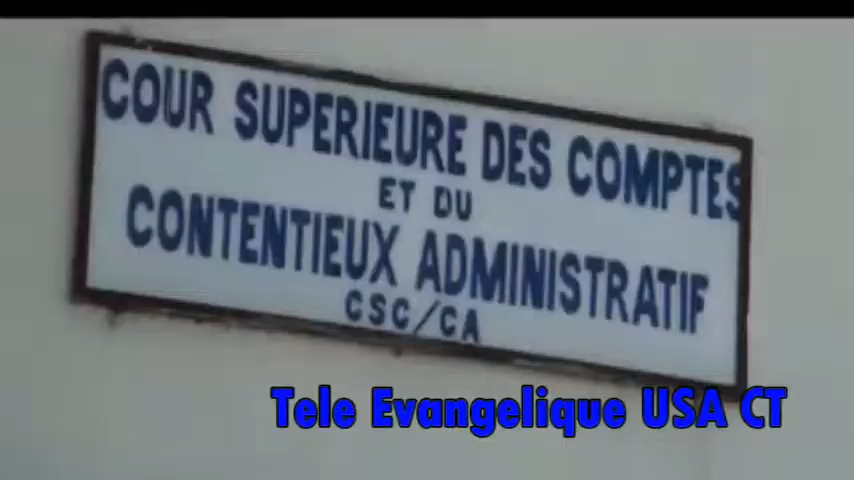 COUR SUPERIEURE DES COMPTES
ET DU
CONTENTIEUX ADMINISTRATIF
CSC/CA
Tele Evangelique USA CT